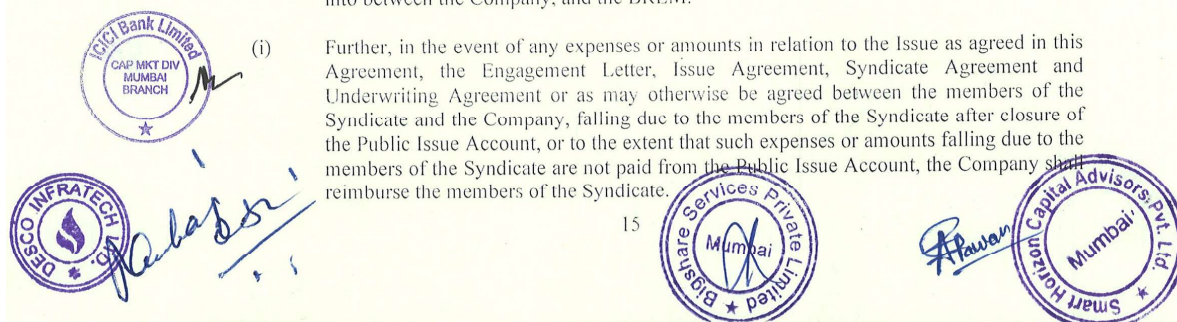 into between the Company, and the BRLM.
ICICI Bank Limited
CAP MKT DIV
MUMBAI
BRANCH
(i) Further, in the event of any expenses or amounts in relation to the Issue as agreed in this
Agreement, the Engagement Letter, Issue Agreement, Syndicate Agreement and
Underwriting Agreement or as may otherwise be agreed between the members of the
Syndicate and the Company, falling due to the members of the Syndicate after closure of
the Public Issue Account, or to the extent that such expenses or amounts falling due to the
members of the Syndicate are not paid from the Public Issue Account, the Company shall
reimburse the members of the Syndicate.
DESCO INFRATECH LTD.
15
Bigshare Services Private Limited
Mumbai
Pawan
Smart Horizon Capital Advisors Pvt. Ltd.
Mumbai